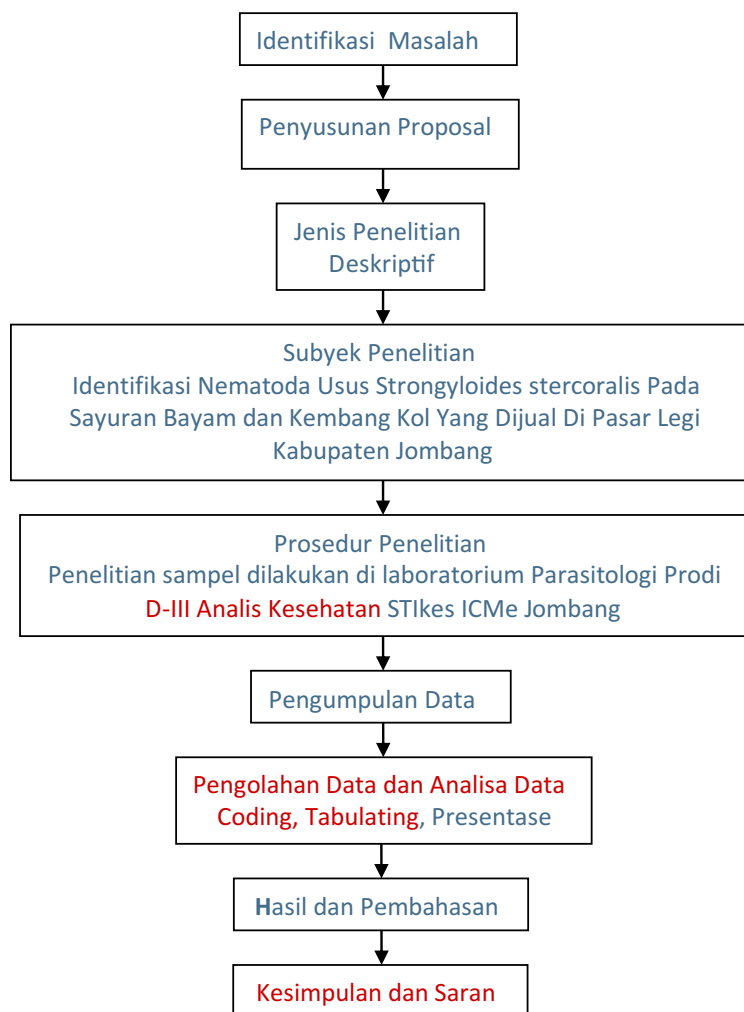 Identifikasi Masalah
Penyusunan Proposal
Jenis Penelitian
Deskriptif
Subyek Penelitian
Identifikasi Nematoda Usus Strongyloides stercoralis Pada
Sayuran Bayam dan Kembang Kol Yang Dijual Di Pasar Legi
Kabupaten Jombang
Prosedur Penelitian
Penelitian sampel dilakukan di laboratorium Parasitologi Prodi
D-III Analis Kesehatan STIkes ICMe Jombang
Pengumpulan Data
Pengolahan Data dan Analisa Data
Coding, Tabulating, Presentase
Hasil dan Pembahasan
Kesimpulan dan Saran